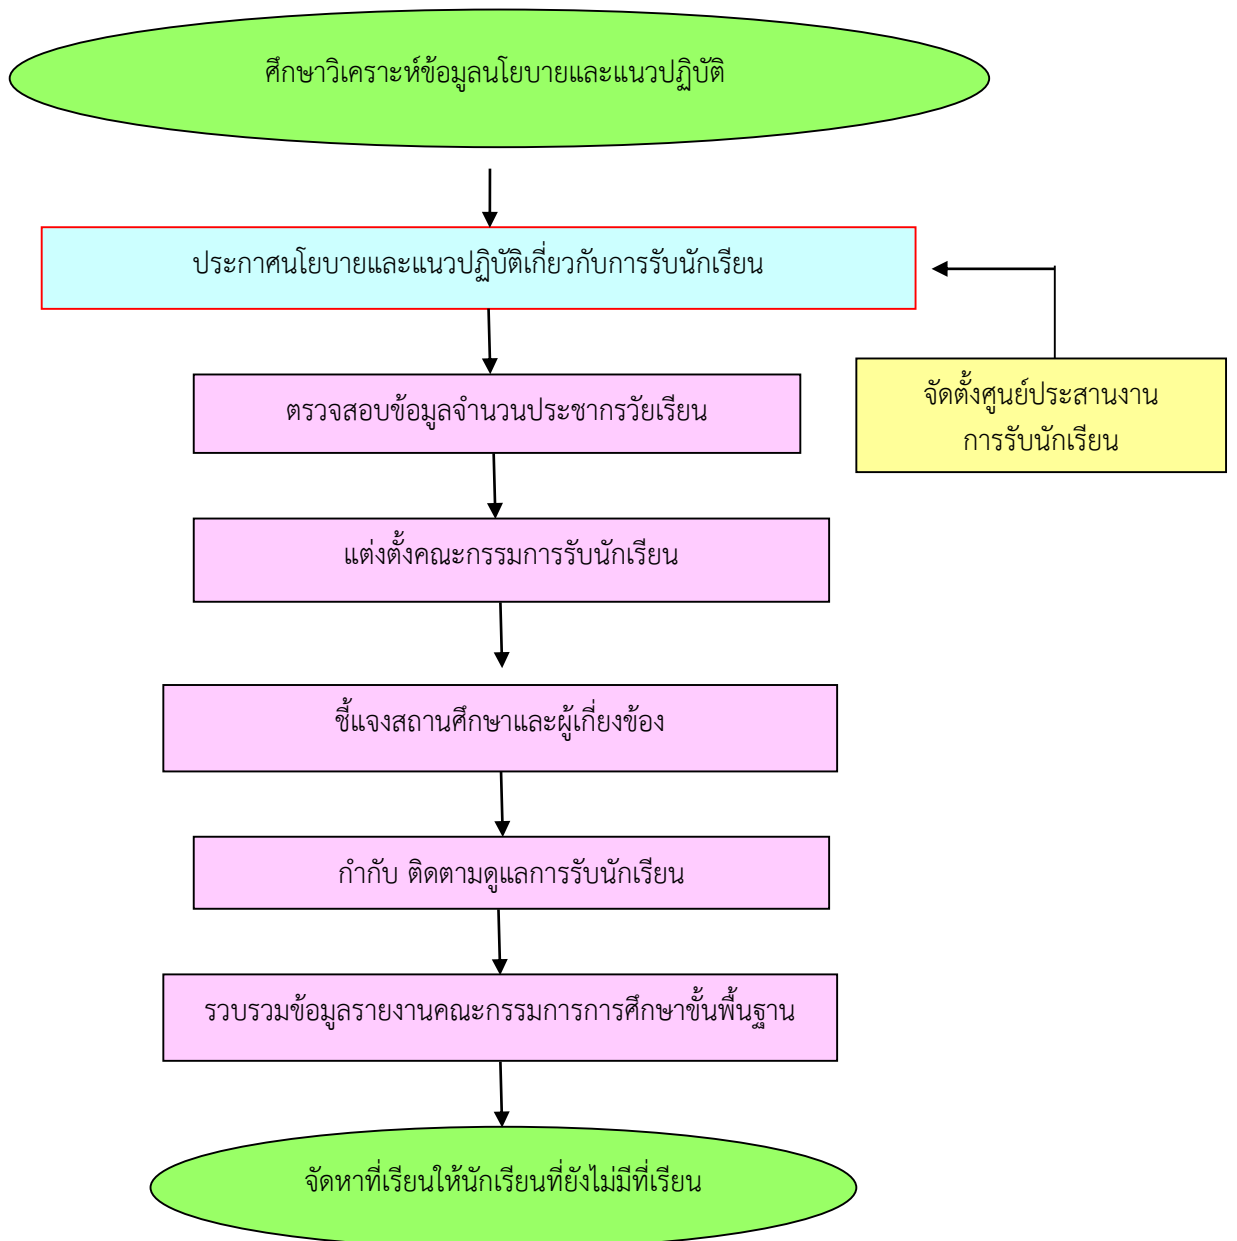 ศึกษาวิเคราะห์ข้อมูลนโยบายและแนวปฏิบัติ
ประกาศนโยบายและแนวปฏิบัติเกี่ยวกับการรับนักเรียน
จัดตั้งศูนย์ประสานงาน
การรับนักเรียน
ตรวจสอบข้อมูลจำนวนประชากรวัยเรียน
แต่งตั้งคณะกรรมการรับนักเรียน
ชี้แจงสถานศึกษาและผู้เกี่ยงข้อง
กำกับ ติดตามดูแลการรับนักเรียน
รวบรวมข้อมูลรายงานคณะกรรมการการศึกษาขั้นพื้นฐาน
จัดหาที่เรียนให้นักเรียนที่ยังไม่มีที่เรียน